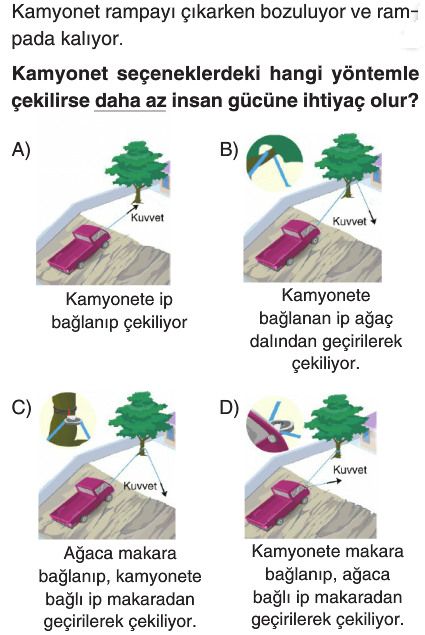 Kamyonet rampayı çıkarken bozuluyor ve ram-
pada kalıyor.
Kamyonet seçeneklerdeki hangi yöntemle
çekilirse daha az insan gücüne ihtiyaç olur?
A)
Kuvvet
Kamyonete ip
bağlanıp çekiliyor
B)
Kuvvet
Kamyonete
bağlanan ip ağaç
dalından geçirilerek
çekiliyor.
C)
Kuvvet
Ağaca makara
bağlanıp, kamyonete
bağlı ip makaradan
geçirilerek çekiliyor.
D)
Kuvvet
Kamyonete makara
bağlanıp, ağaca
bağlı ip makaradan
geçirilerek çekiliyor.